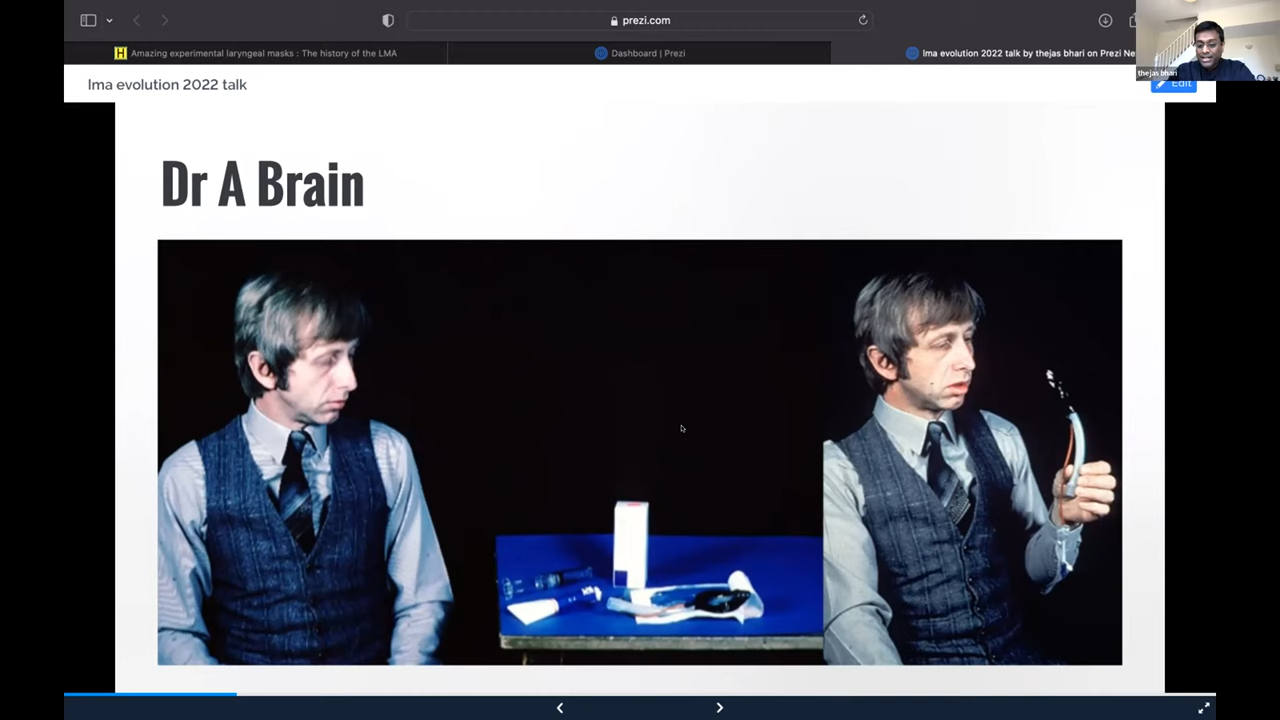 prezi.com
Amazing experimental laryngeal masks : The history of the LMA
Dashboard | Prezi
lma evolution 2022 talk by thejas bhari on Prezi Ne
thejas bhari
lma evolution 2022 talk
Edit
Dr A Brain